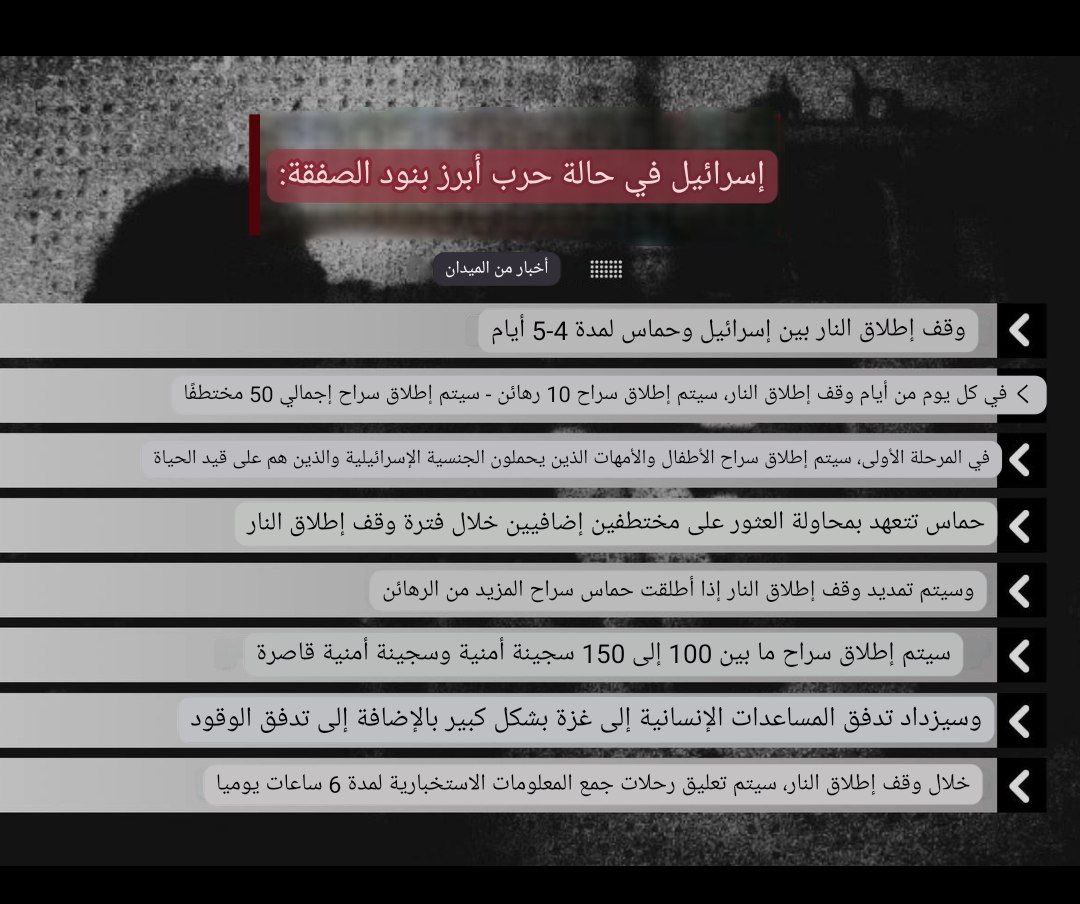 إسرائيل في حالة حرب أبرز بنود الصفقة:
أخبار من الميدان
وقف إطلاق النار بين إسرائيل وحماس لمدة 4-5 أيام
> في كل يوم من أيام وقف إطلاق النار، سيتم إطلاق سراح 10 رهائن - سيتم إطلاق سراح إجمالي 50 مختطفًا
في المرحلة الأولى، سيتم إطلاق سراح الأطفال والأمهات الذين يحملون الجنسية الإسرائيلية والذين هم على قيد الحياة
حماس تتعهد بمحاولة العثور على مختطفين إضافيين خلال فترة وقف إطلاق النار
وسيتم تمديد وقف إطلاق النار إذا أطلقت حماس سراح المزيد من الرهائن
سيتم إطلاق سراح ما بين 100 إلى 150 سجينة أمنية وسجينة أمنية قاصرة
وسيزداد تدفق المساعدات الإنسانية إلى غزة بشكل كبير بالإضافة إلى تدفق الوقود
خلال وقف إطلاق النار، سيتم تعليق رحلات جمع المعلومات الاستخبارية لمدة 6 ساعات يوميا